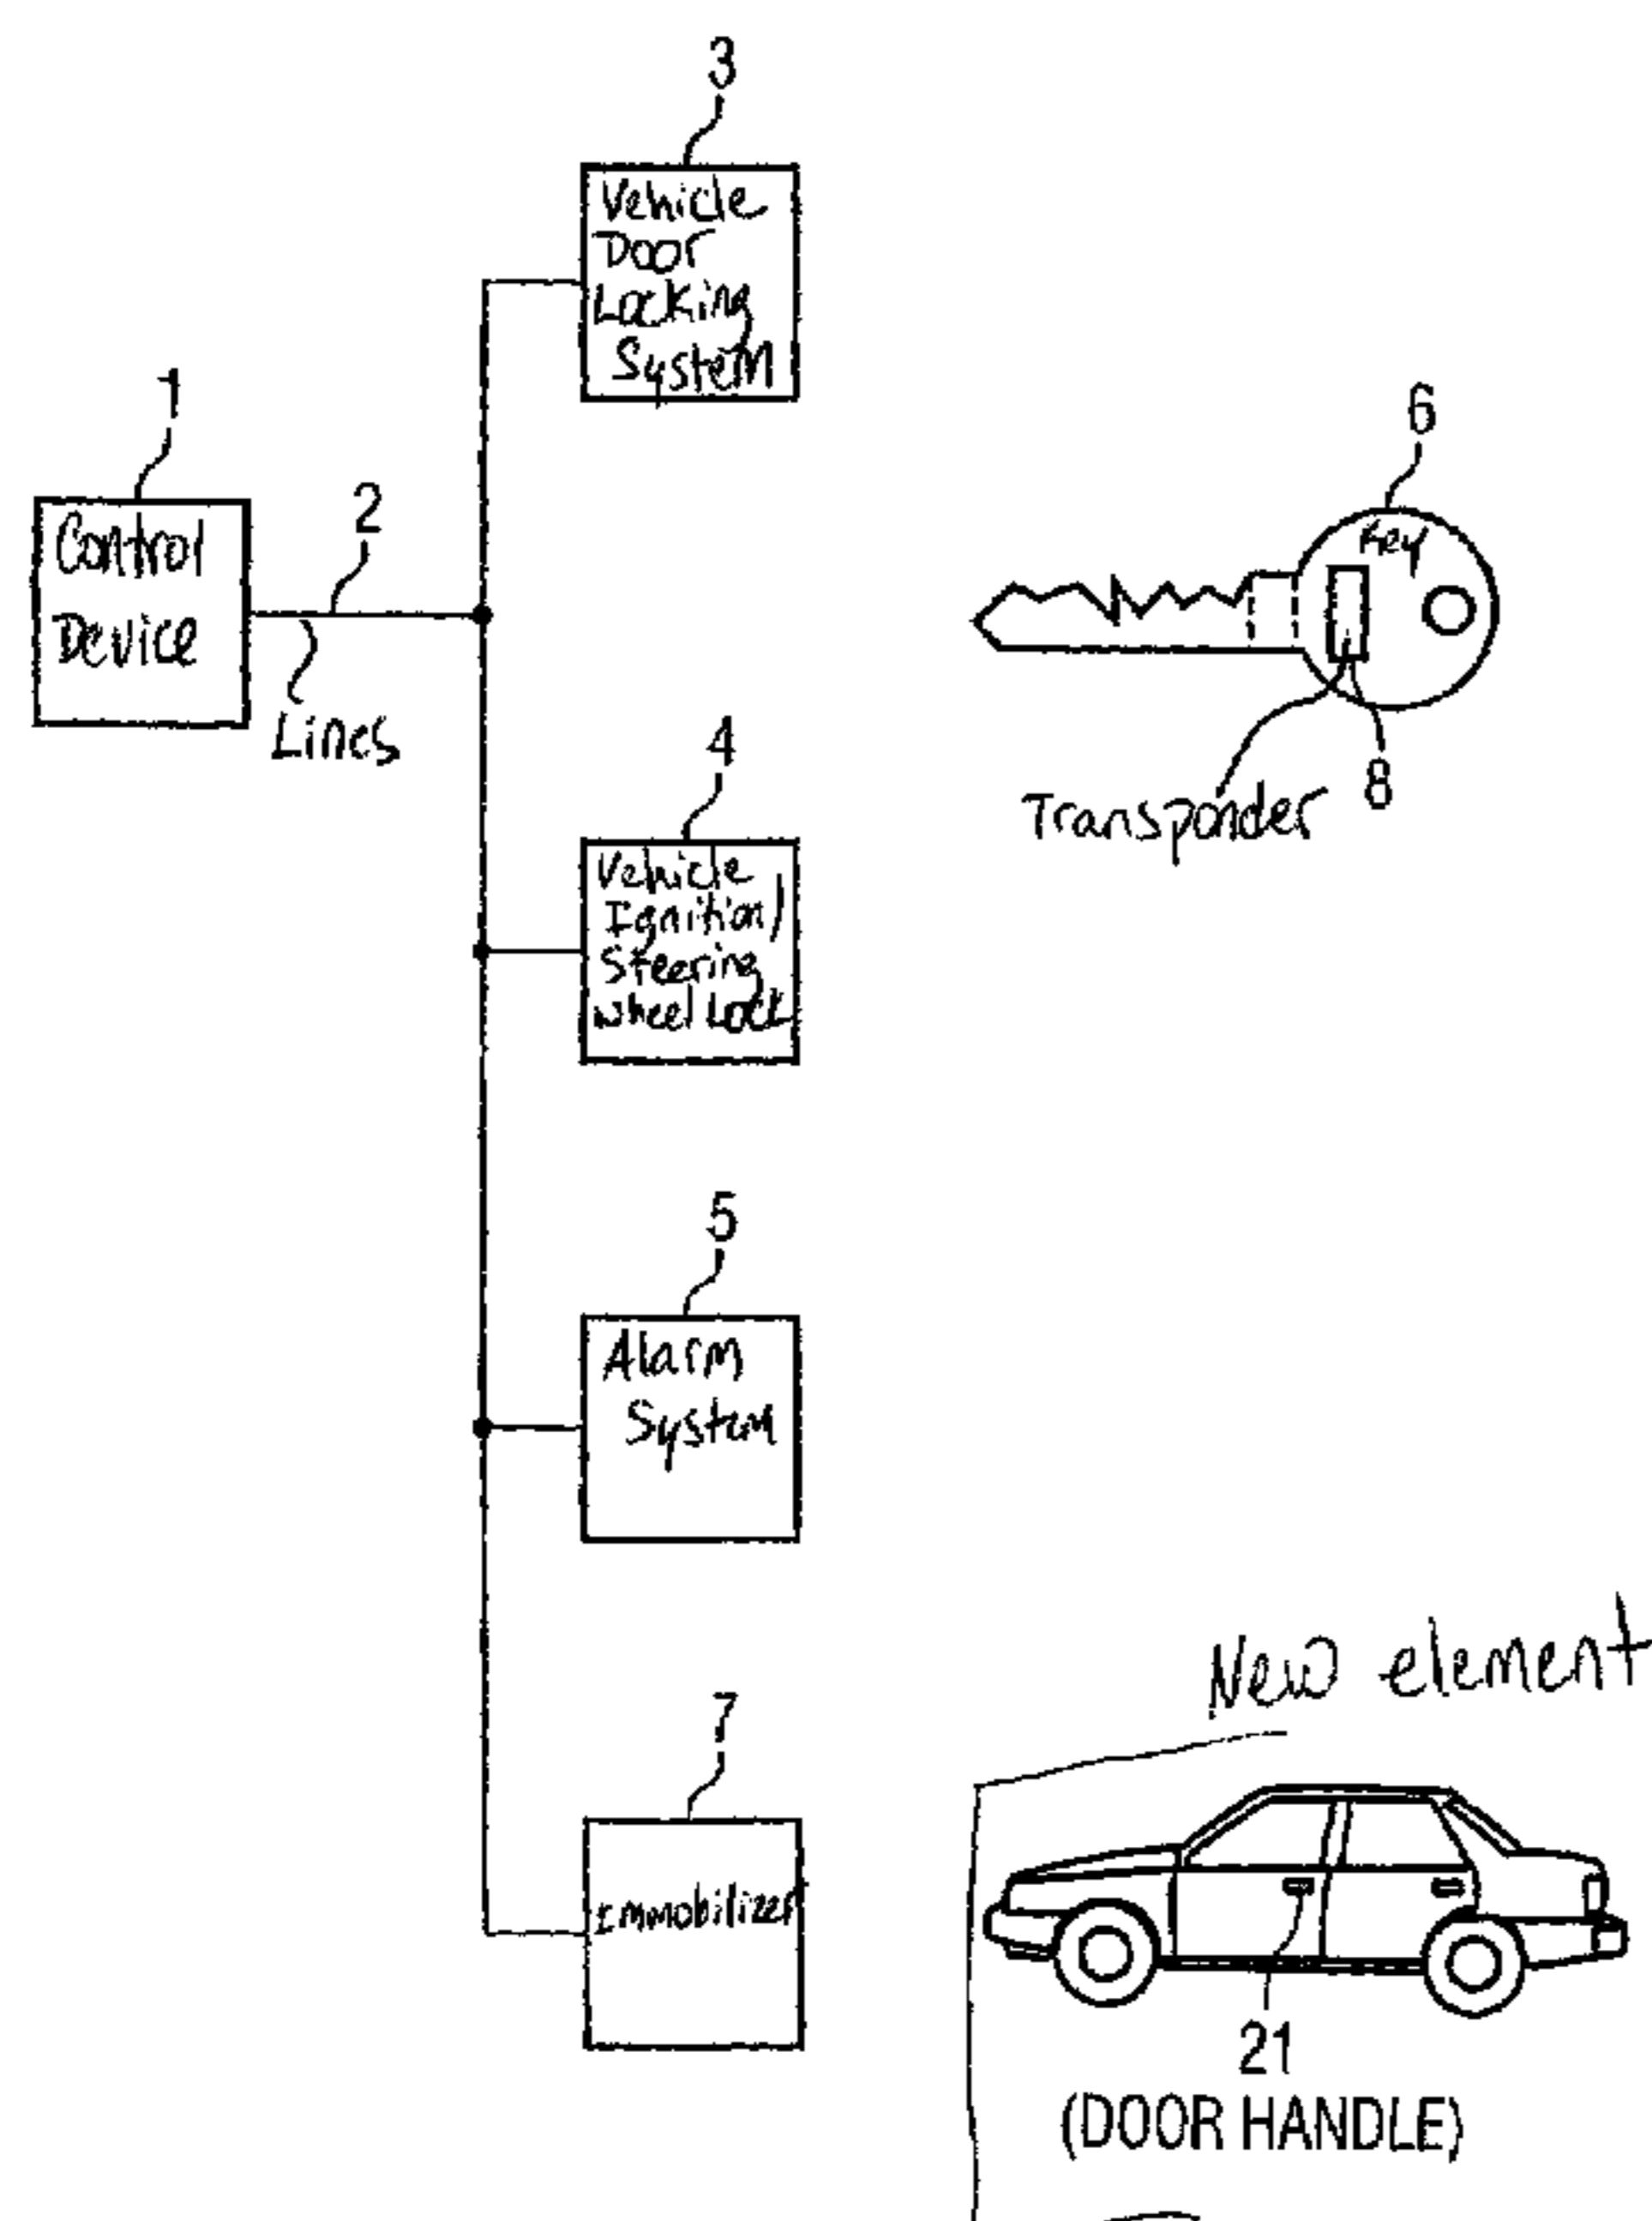 3
Vehicle
Door
Locking
System
1
Control
Device
2
Lines
6
Key
Transponder
8
4
Vehicle
Ignition/
Steering
Wheel Lock
5
Alarm
System
7
Immobilizer
New element
21
(DOOR HANDLE)